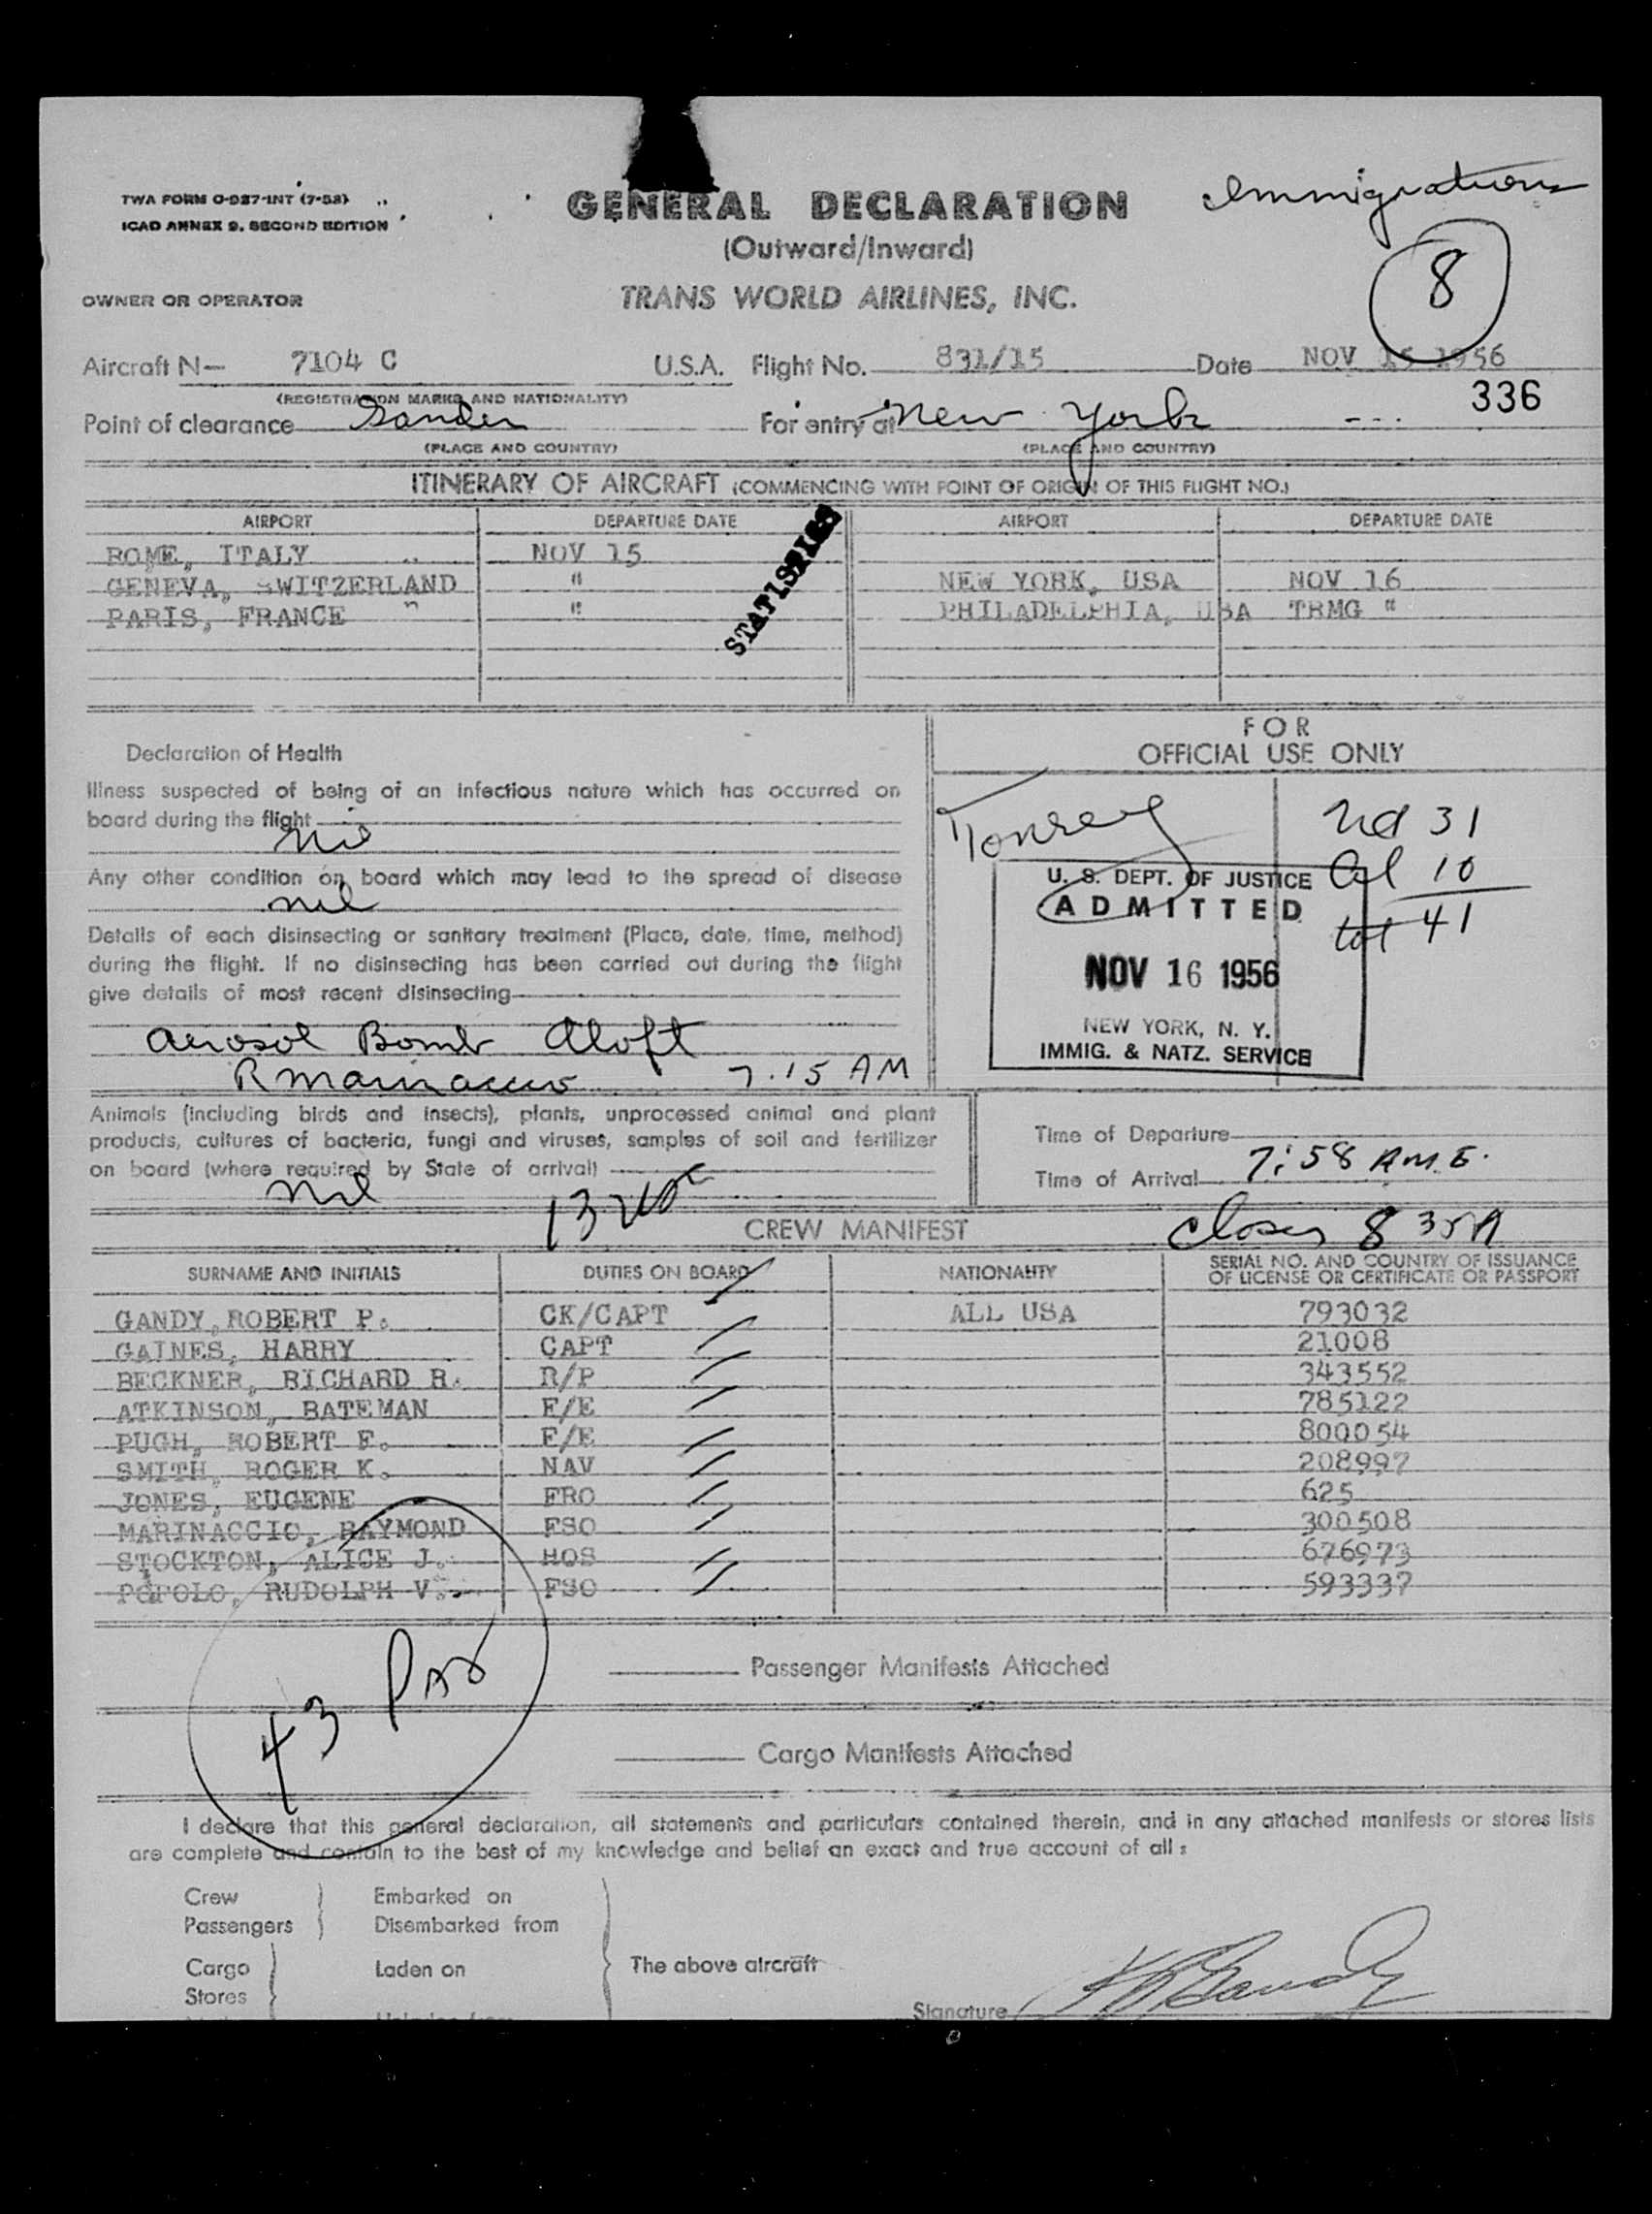 TWA FORM O-927-INT (7-53)
ICAO ANNEX 9, SECOND EDITION
GENERAL DECLARATION
Immigration
(Outward/Inward)
8
OWNER OR OPERATOR
TRANS WORLD AIRLINES, INC.
Aircraft N— 7104 C U.S.A. Flight No. 831/15 Date NOV 15 1956
(REGISTRATION MARKS AND NATIONALITY)
336
Point of clearance Gander For entry at New York
(PLACE AND COUNTRY) (PLACE AND COUNTRY)
ITINERARY OF AIRCRAFT (COMMENCING WITH POINT OF ORIGIN OF THIS FLIGHT NO.)
AIRPORT DEPARTURE DATE AIRPORT DEPARTURE DATE
STATISTICS
ROME, ITALY NOV 15
GENEVA, SWITZERLAND " NEW YORK, USA NOV 16
PARIS, FRANCE " PHILADELPHIA, USA TRMG "
FOR
OFFICIAL USE ONLY
Declaration of Health
Illness suspected of being of an infectious nature which has occurred on
board during the flight
nil
Any other condition on board which may lead to the spread of disease
nil
Details of each disinsecting or sanitary treatment (Place, date, time, method)
during the flight. If no disinsecting has been carried out during the flight
give details of most recent disinsecting
Aerosol Bomb Aloft
R Marinaccio 7.15 AM
31
10
tot 41
U. S. DEPT. OF JUSTICE
ADMITTED
NOV 16 1956
NEW YORK, N. Y.
IMMIG. & NATZ. SERVICE
Animals (including birds and insects), plants, unprocessed animal and plant
products, cultures of bacteria, fungi and viruses, samples of soil and fertilizer
on board (where required by State of arrival)
nil
13
Time of Departure
Time of Arrival 7:58 AM E.
CREW MANIFEST
closes 8 35A
SURNAME AND INITIALS DUTIES ON BOARD NATIONALITY SERIAL NO. AND COUNTRY OF ISSUANCE
OF LICENSE OR CERTIFICATE OR PASSPORT
GANDY, ROBERT P. CK/CAPT ALL USA 793032
GAINES, HARRY CAPT 21008
BECKNER, RICHARD R. R/P 343552
ATKINSON, BATEMAN F/E 785122
PUGH, ROBERT F. F/E 800054
SMITH, ROGER K. NAV 208997
JONES, EUGENE FRO 625
MARINACCIO, RAYMOND FSO 300508
STOCKTON, ALICE J. HOS 676973
POPOLO, RUDOLPH V. FSO 593337
43 Pas
Passenger Manifests Attached
Cargo Manifests Attached
I declare that this general declaration, all statements and particulars contained therein, and in any attached manifests or stores lists
are complete and contain to the best of my knowledge and belief an exact and true account of all :
Crew Embarked on
Passengers Disembarked from
Cargo Laden on The above aircraft
Stores
Signature R P Gandy